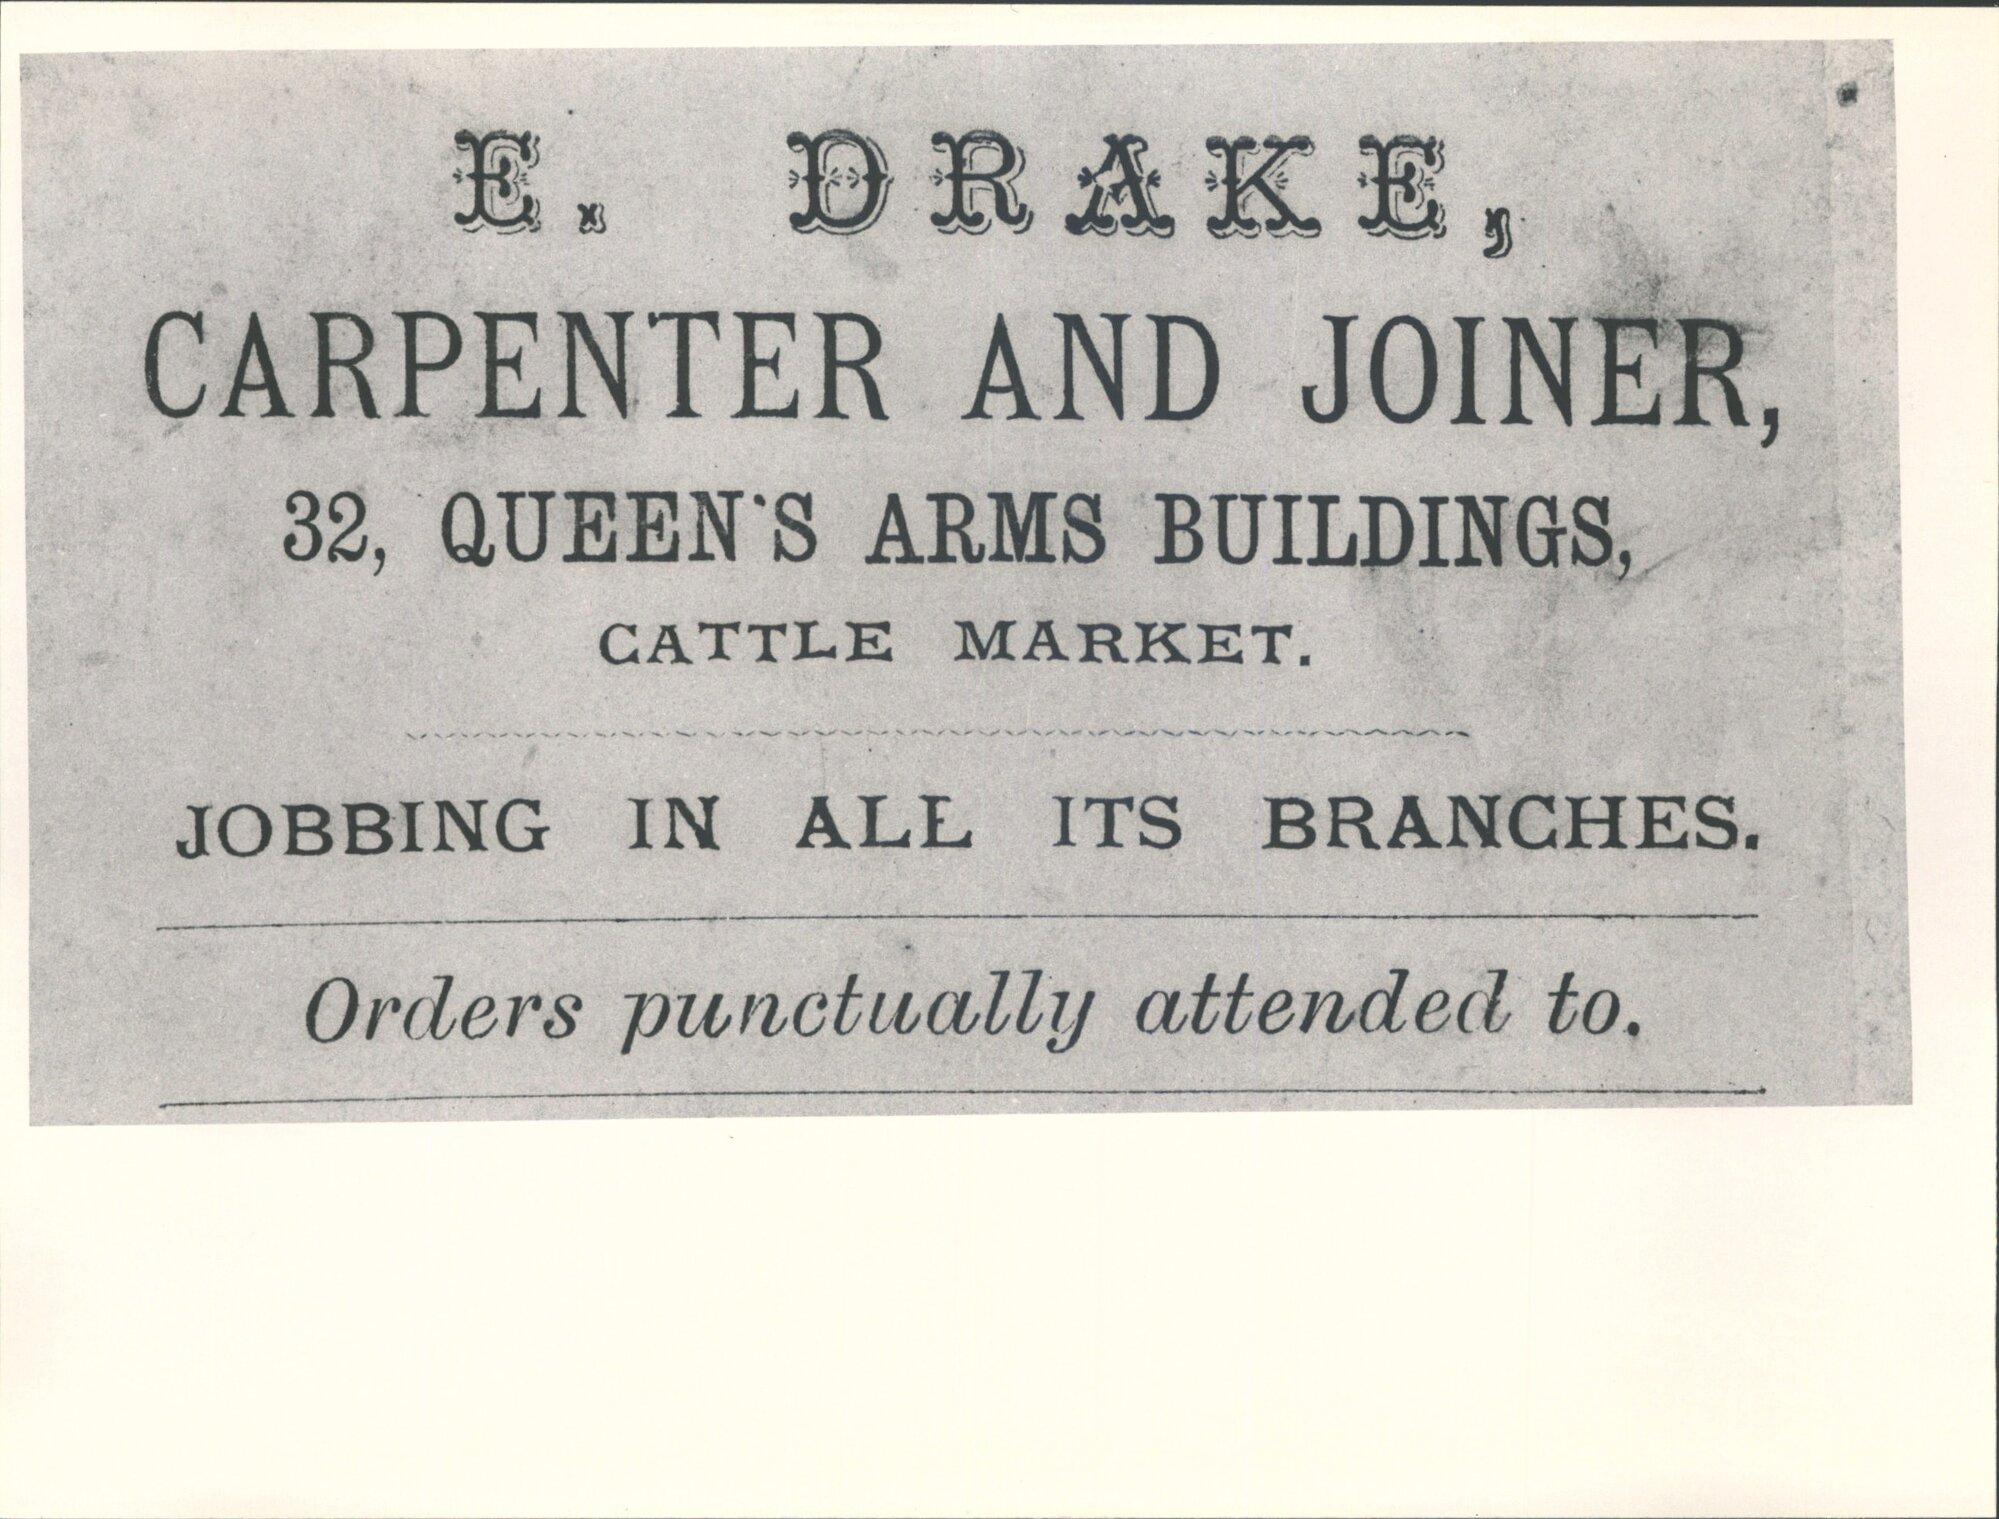 E. DRAKE,
CARPENTER AND JOINER,
32, QUEEN'S ARMS BUILDINGS,
CATTLE MARKET.
JOBBING IN ALL ITS BRANCHES.
Orders punctually attended to.